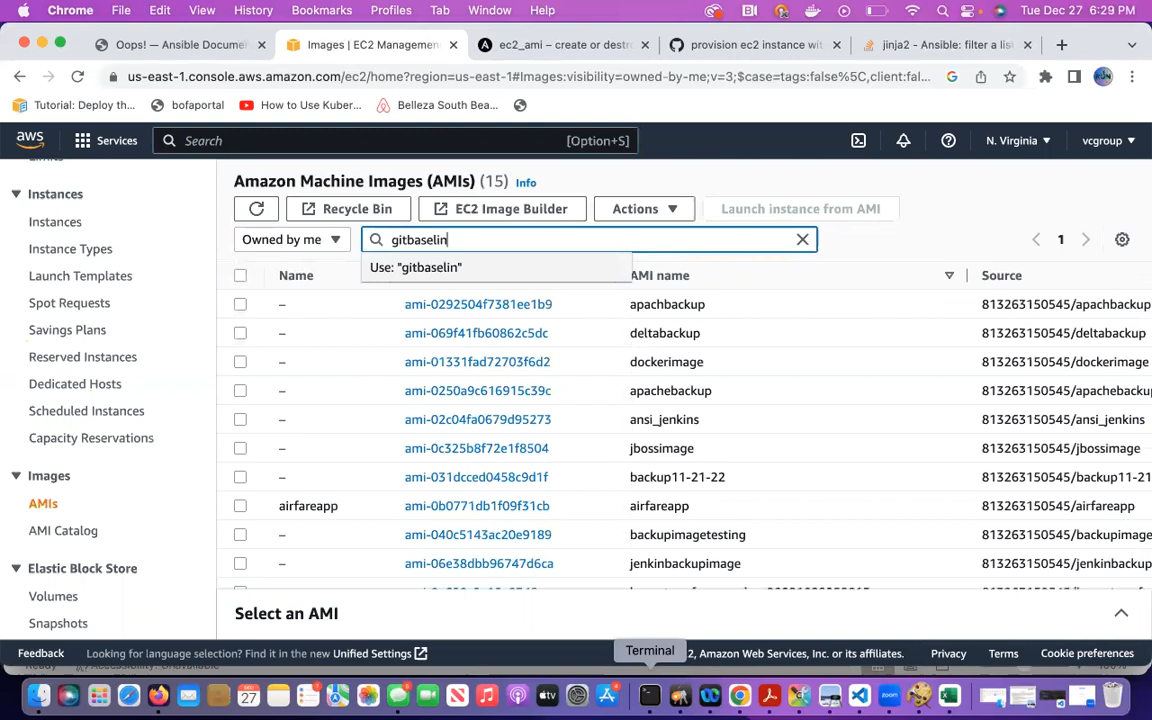 Chrome File Edit View History Bookmarks Profiles Tab Window Help Tue Dec 27 6:29 PM
Oops! — Ansible Docume Images | EC2 Management ec2_ami – create or dest provision ec2 instance with jinja2 - Ansible: filter a lis
us-east-1.console.aws.amazon.com/ec2/home?region=us-east-1#Images:visibility=owned-by-me;v=3;$case=tags:false%5C,client:fal...
Tutorial: Deploy th... bofaportal How to Use Kuber... Belleza South Bea...
aws Services Search [Option+S] N. Virginia vcgroup
Limits
Instances
Instances
Instance Types
Launch Templates
Spot Requests
Savings Plans
Reserved Instances
Dedicated Hosts
Scheduled Instances
Capacity Reservations
Images
AMIs
AMI Catalog
Elastic Block Store
Volumes
Snapshots
Amazon Machine Images (AMIs) (15) Info
Recycle Bin EC2 Image Builder Actions Launch instance from AMI
Owned by me gitbaselin 1
Use: "gitbaselin"
Name AMI name Source
– ami-0292504f7381ee1b9 apachbackup 813263150545/apachbackup
– ami-069f41fb60862c5dc deltabackup 813263150545/deltabackup
– ami-01331fad72703f6d2 dockerimage 813263150545/dockerimage
– ami-0250a9c616915c39c apachebackup 813263150545/apachebackup
– ami-02c04fa0679d95273 ansi_jenkins 813263150545/ansi_jenkins
– ami-0c325b8f72e1f8504 jbossimage 813263150545/jbossimage
– ami-031dcced0458c9d1f backup11-21-22 813263150545/backup11-21
airfareapp ami-0b0771db1f09f31cb airfareapp 813263150545/airfareapp
– ami-040c5143ac20e9189 backupimagetesting 813263150545/backupimage
– ami-06e38dbb96747d6ca jenkinbackupimage 813263150545/jenkinbackup
Select an AMI
Terminal
Feedback Looking for language selection? Find it in the new Unified Settings 2, Amazon Web Services, Inc. or its affiliates. Privacy Terms Cookie preferences
27
zoom